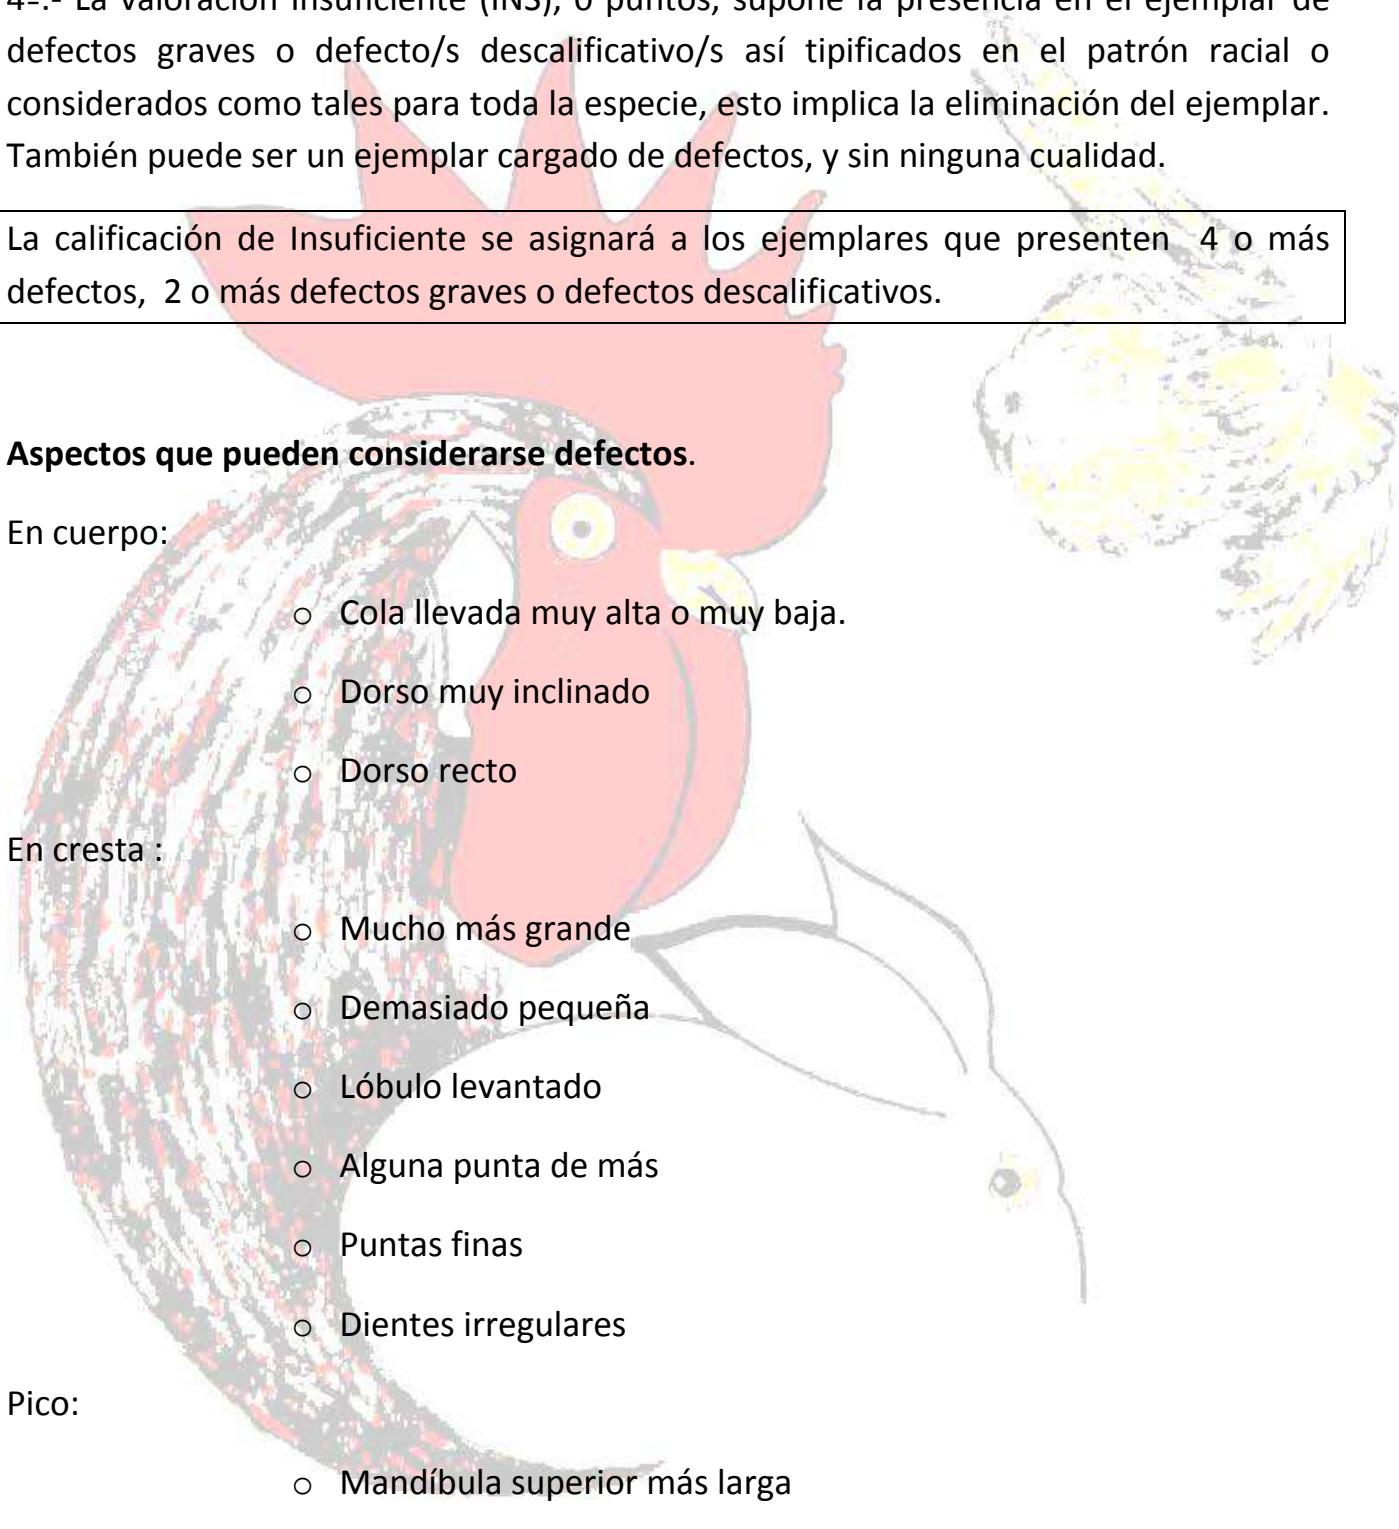 4º.- La valoración Insuficiente (INS), 0 puntos, supone la presencia en el ejemplar de
defectos graves o defecto/s descalificativo/s así tipificados en el patrón racial o
considerados como tales para toda la especie, esto implica la eliminación del ejemplar.
También puede ser un ejemplar cargado de defectos, y sin ninguna cualidad.
La calificación de Insuficiente se asignará a los ejemplares que presenten 4 o más
defectos, 2 o más defectos graves o defectos descalificativos.
Aspectos que pueden considerarse defectos.
En cuerpo:
o Cola llevada muy alta o muy baja.
o Dorso muy inclinado
o Dorso recto
En cresta :
o Mucho más grande
o Demasiado pequeña
o Lóbulo levantado
o Alguna punta de más
o Puntas finas
o Dientes irregulares
Pico:
o Mandíbula superior más larga